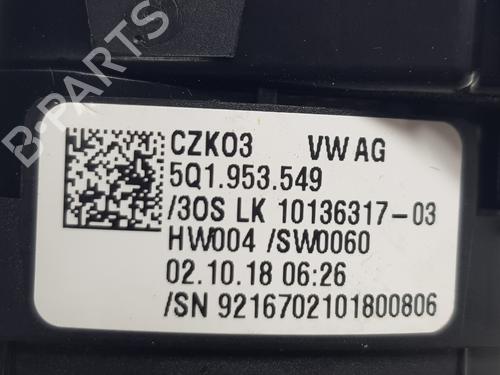 B-PARTS
CZK03 VW AG
5Q1.953.549
/3OS LK 10136317-03
HW004 /SW0060
02.10.18 06:26
/SN 9216702101800806